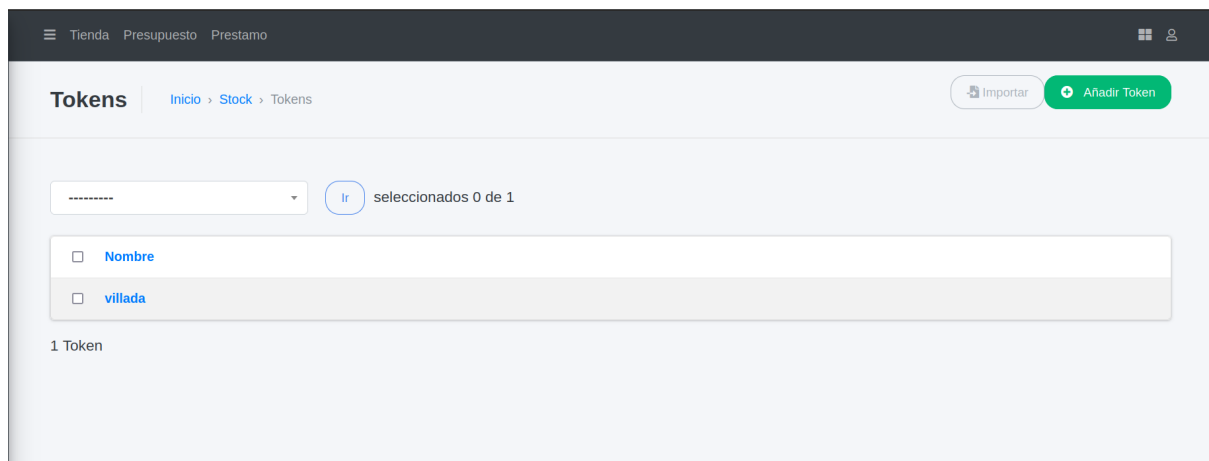 Tienda Presupuesto Prestamo
Tokens Inicio › Stock › Tokens Importar Añadir Token
--------- Ir seleccionados 0 de 1
Nombre
villada
1 Token